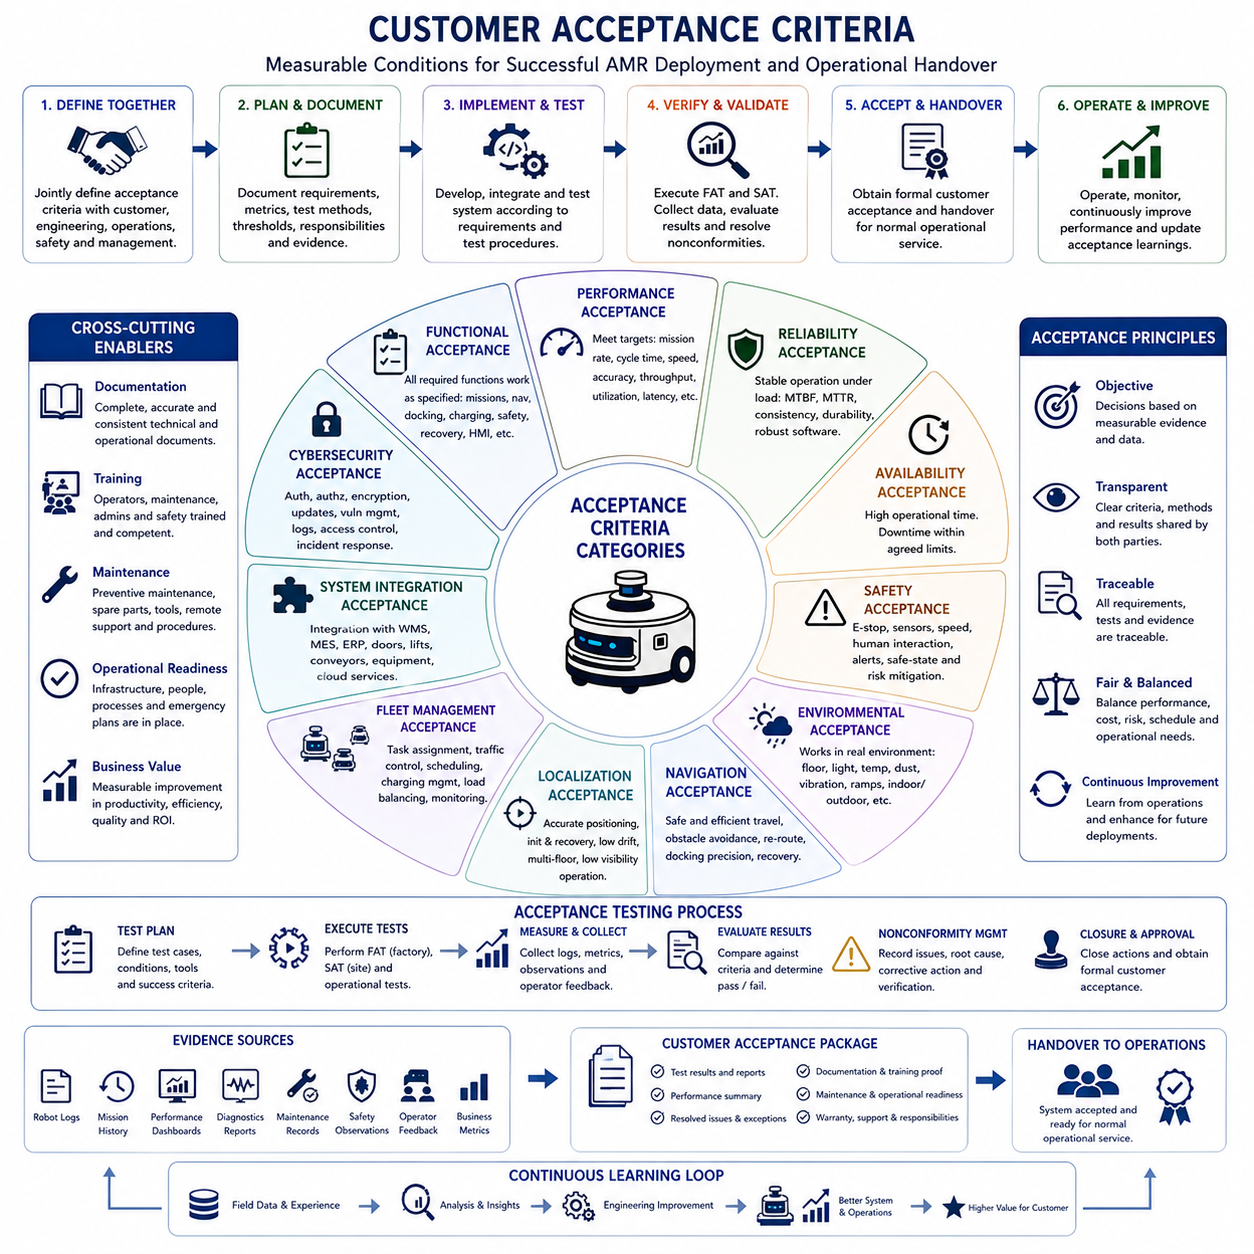 CUSTOMER ACCEPTANCE CRITERIA
Measurable Conditions for Successful AMR Deployment and Operational Handover
1. DEFINE TOGETHER
Jointly define acceptance
criteria with customer,
engineering, operations,
safety and management.
2. PLAN & DOCUMENT
Document requirements,
metrics, test methods,
thresholds, responsibilities
and evidence.
3. IMPLEMENT & TEST
</>
Develop, integrate and test
system according to
requirements and
test procedures.
4. VERIFY & VALIDATE
Execute FAT and SAT.
Collect data, evaluate
results and resolve
nonconformities.
5. ACCEPT & HANDOVER
Obtain formal customer
acceptance and handover
for normal operational
service.
6. OPERATE & IMPROVE
Operate, monitor,
continuously improve
performance and update
acceptance learnings.
CROSS-CUTTING
ENABLERS
Documentation
Complete, accurate and
consistent technical and
operational documents.
Training
Operators, maintenance,
admins and safety trained
and competent.
Maintenance
Preventive maintenance,
spare parts, tools, remote
support and procedures.
Operational Readiness
Infrastructure, people,
processes and emergency
plans are in place.
Business Value
Measurable improvement
in productivity, efficiency,
quality and ROI.
PERFORMANCE
ACCEPTANCE
Meet targets: mission
rate, cycle time, speed,
accuracy, throughput,
utilization, latency, etc.
RELIABILITY
ACCEPTANCE
Stable operation under
load: MTBF, MTTR,
consistency, durability,
robust software.
AVAILABILITY
ACCEPTANCE
High operational time.
Downtime within
agreed limits.
SAFETY
ACCEPTANCE
E-stop, sensors, speed,
human interaction,
alerts, safe-state and
risk mitigation.
ENVIROMMENTAL
ACCEPTANCE
Works in real environment:
floor, light, temp, dust,
vibration, ramps, indoor/
outdoor, etc.
NAVIGATION
ACCEPTANCE
Safe and efficient travel,
obstacle avoidance, re-route,
docking precision, recovery.
LOCALIZATION
ACCEPTANCE
Accurate positioning,
init & recovery, low drift,
multi-floor, low visibility
operation.
FLEET MANAGEMENT
ACCEPTANCE
Task assignment, traffic
control, scheduling,
charging mgmt, load
balancing, monitoring.
SYSTEM INTEGRATION
ACCEPTANCE
Integration with WMS,
MES, ERP, doors, lifts,
conveyors, equipment,
cloud services.
CYBERSECURITY
ACCEPTANCE
Auth, authz, encryption,
updates, vuln mgmt,
logs, access control,
incident response.
FUNCTIONAL
ACCEPTANCE
All required functions work
as specified: missions, nav,
docking, charging, safety,
recovery, HMI, etc.
ACCEPTANCE
CRITERIA
CATEGORIES
ACCEPTANCE PRINCIPLES
Objective
Decisions based on
measurable evidence
and data.
Transparent
Clear criteria, methods
and results shared by
both parties.
Traceable
All requirements,
tests and evidence
are traceable.
Fair & Balanced
Balance performance,
cost, risk, schedule and
operational needs.
Continuous Improvement
Learn from operations
and enhance for future
deployments.
ACCEPTANCE TESTING PROCESS
TEST PLAN
Define test cases,
conditions, tools
and success criteria.
EXECUTE TESTS
Perform FAT (factory),
SAT (site) and
operational tests.
MEASURE & COLLECT
Collect logs, metrics,
observations and
operator feedback.
EVALUATE RESULTS
Compare against
criteria and determine
pass / fail.
NONCONFORMITY MGMT
Record issues, root cause,
corrective action and
verification.
CLOSURE & APPROVAL
Close actions and obtain
formal customer
acceptance.
EVIDENCE SOURCES
Robot Logs
Mission
History
Performance
Dashboards
Diagnostics
Reports
Maintenance
Records
Safety
Observations
Operator
Feedback
Business
Metrics
CUSTOMER ACCEPTANCE PACKAGE
Test results and reports
Performance summary
Resolved issues & exceptions
Documentation & training proof
Maintenance & operational readiness
Warranty, support & responsibilities
HANDOVER TO OPERATIONS
System accepted and
ready for normal
operational service.
CONTINUOUS LEARNING LOOP
Field Data & Experience
Analysis & Insights
Engineering Improvement
Better System
& Operations
Higher Value for Customer